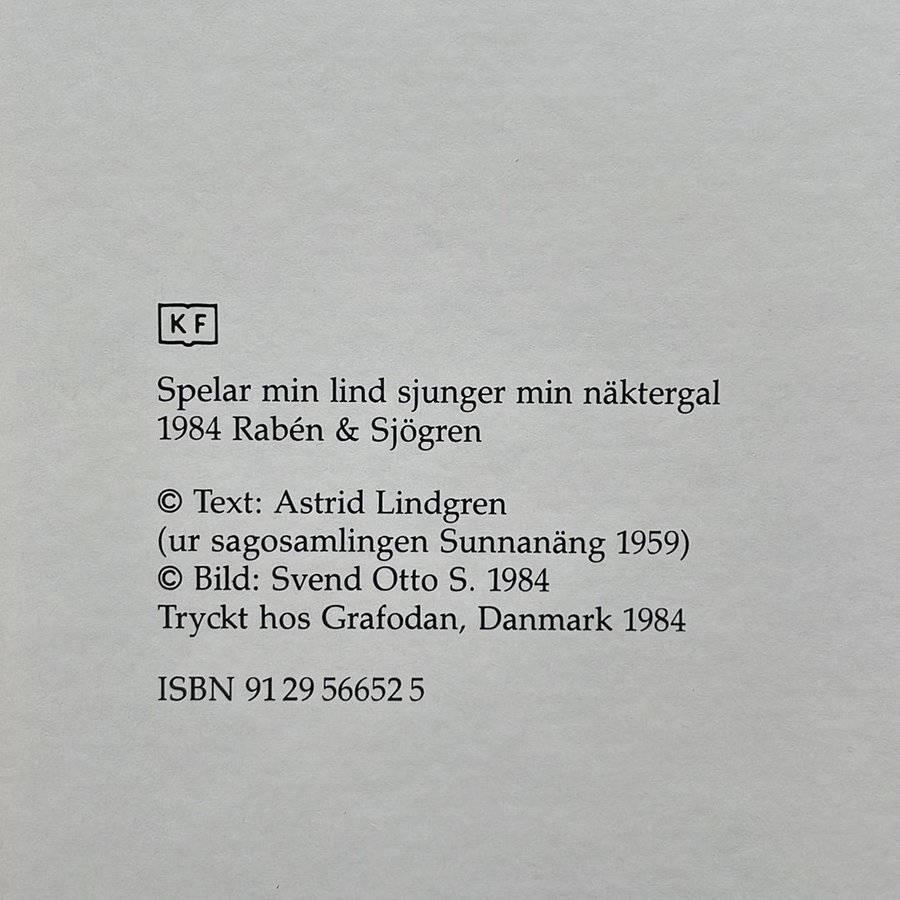 K F
Spelar min lind sjunger min näktergal
1984 Rabén & Sjögren
© Text: Astrid Lindgren
(ur sagosamlingen Sunnanäng 1959)
© Bild: Svend Otto S. 1984
Tryckt hos Grafodan, Danmark 1984
ISBN 91 29 56652 5